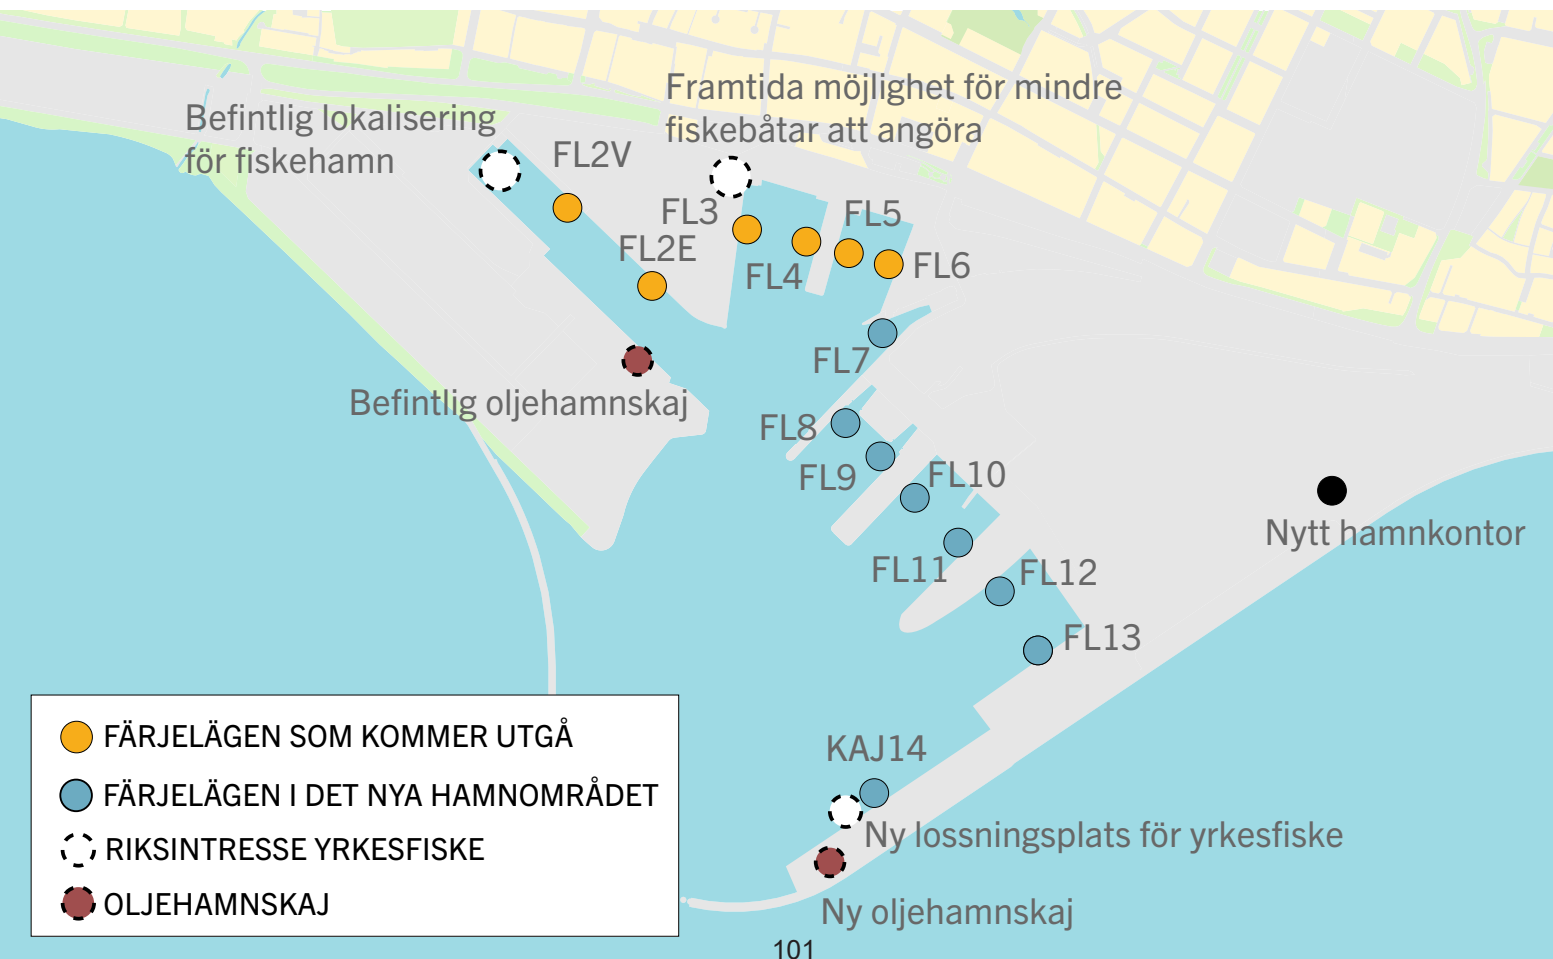 Framtida möjlighet för mindre
fiskebåtar att angöra
Befintlig lokalisering
för fiskehamn
FL2V
FL3
FL5
FL2E
FL4
FL6
FL7
Befintlig oljehamnskaj
FL8
FL9
FL10
Nytt hamnkontor
FL11
FL12
FL13
KAJ14
Ny lossningsplats för yrkesfiske
Ny oljehamnskaj
FÄRJELÄGEN SOM KOMMER UTGÅ
FÄRJELÄGEN I DET NYA HAMNOMRÅDET
RIKSINTRESSE YRKESFISKE
OLJEHAMNSKAJ
101